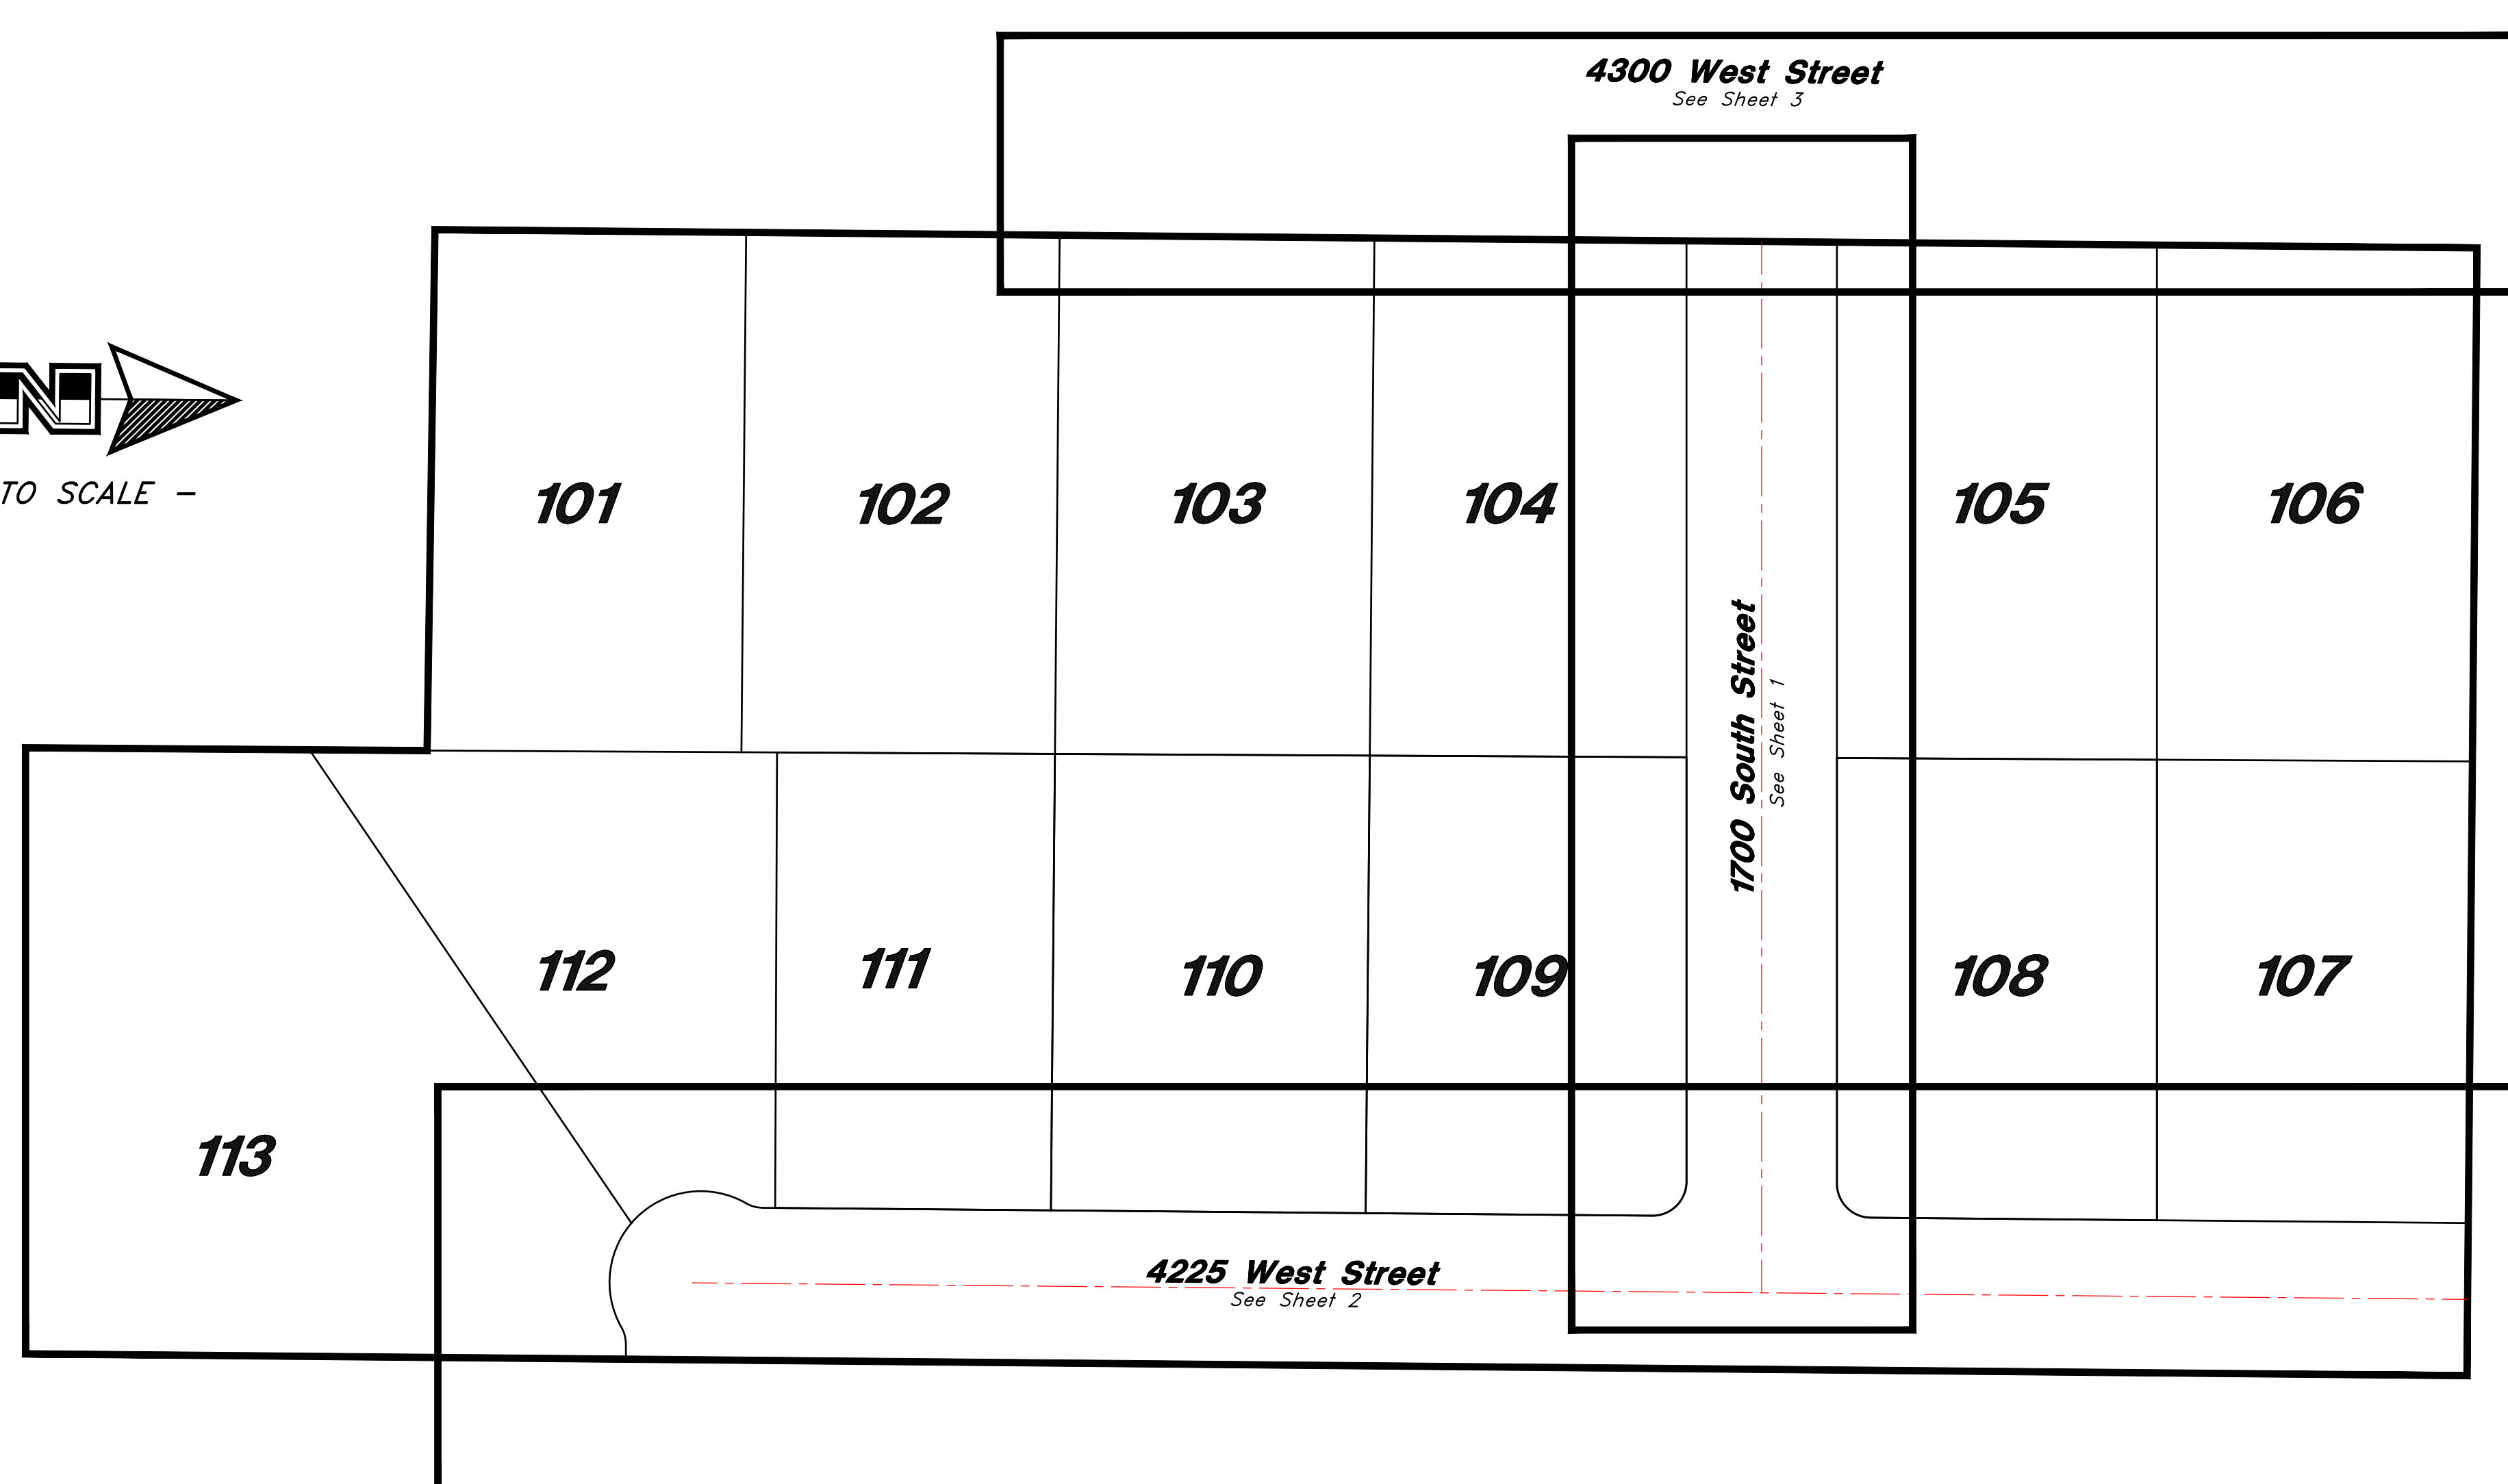 4300 West Street
See Sheet 3
N
TO SCALE -
101
102
103
104
105
106
1700 South Street
See Sheet 1
112
111
110
109
108
107
113
4225 West Street
See Sheet 2